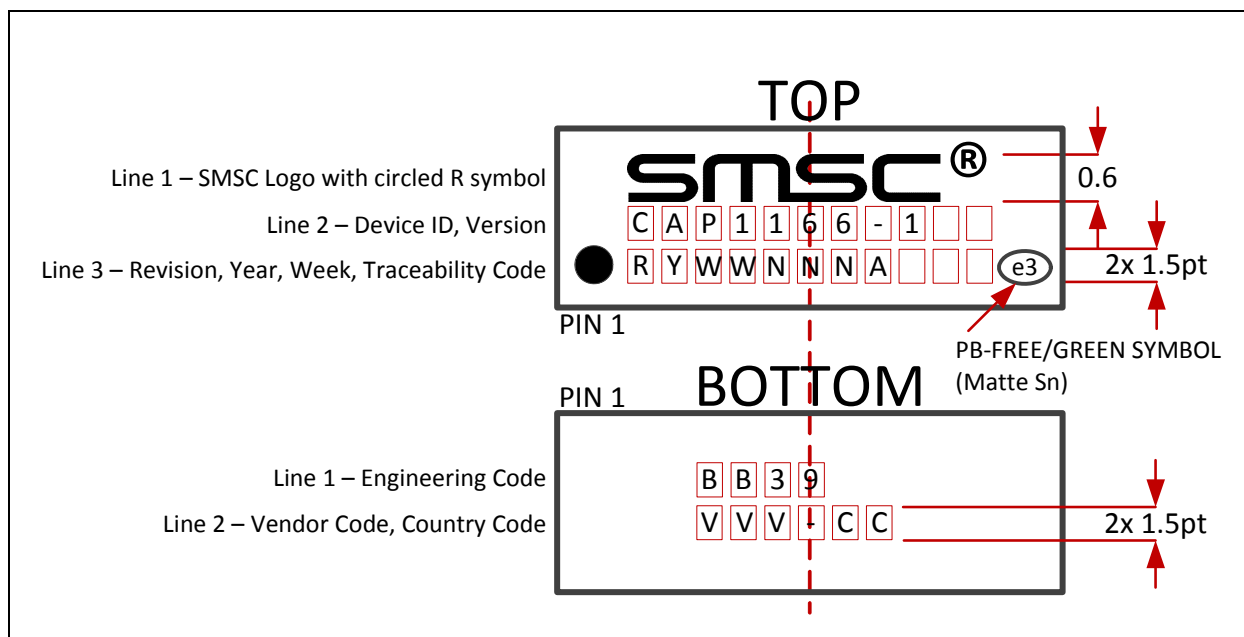 TOP
Line 1 – SMSC Logo with circled R symbol
SMSC®
0.6
Line 2 – Device ID, Version
CAP1166-1
Line 3 – Revision, Year, Week, Traceability Code
RYWWNNNA
e3
2x 1.5pt
PIN 1
PB-FREE/GREEN SYMBOL
(Matte Sn)
PIN 1
BOTTOM
Line 1 – Engineering Code
BB39
Line 2 – Vendor Code, Country Code
VVV-CC
2x 1.5pt